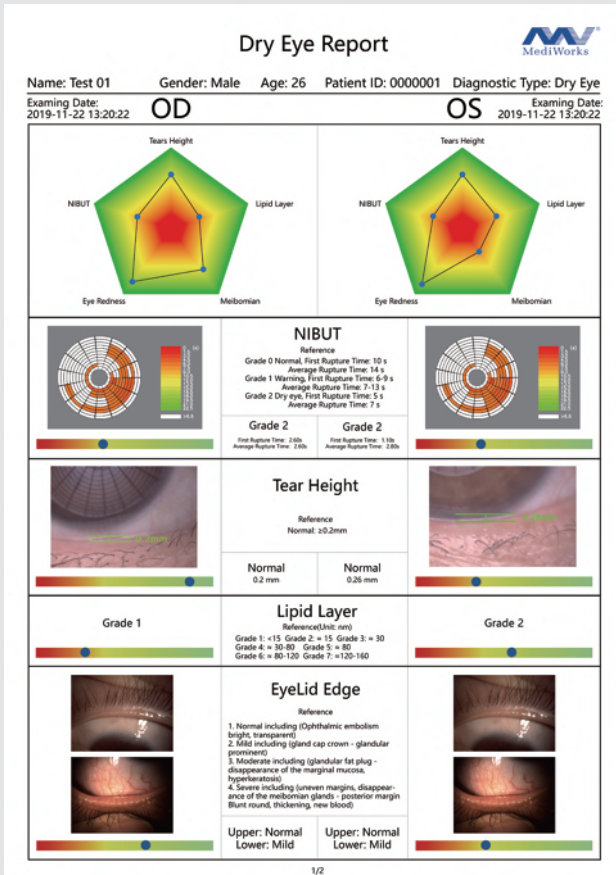 Dry Eye Report
MediWorks
Name: Test 01 Gender: Male Age: 26 Patient ID: 0000001 Diagnostic Type: Dry Eye
Examing Date:
2019-11-22 13:20:22
OD
OS
Examing Date:
2019-11-22 13:20:22
Tears Height
NIBUT
Lipid Layer
Eye Redness
Meibomian
Tears Height
NIBUT
Lipid Layer
Eye Redness
Meibomian
NIBUT
Reference
Grade 0 Normal, First Rupture Time: 10 s
Average Rupture Time: 14 s
Grade 1 Warning, First Rupture Time: 6-9 s
Average Rupture Time: 7-13 s
Grade 2 Dry eye, First Rupture Time: 5 s
Average Rupture Time: 7 s
Grade 2
First Rupture Time: 2.60s
Average Rupture Time: 2.60s
Grade 2
First Rupture Time: 1.10s
Average Rupture Time: 2.80s
0.2mm
Tear Height
Reference
Normal: ≥0.2mm
Normal
0.2 mm
Normal
0.26 mm
Grade 1
Lipid Layer
Reference(Unit: nm)
Grade 1: <15 Grade 2: = 15 Grade 3: = 30
Grade 4: = 30-80 Grade 5: = 80
Grade 6: = 80-120 Grade 7: =120-160
Grade 2
EyeLid Edge
Reference
1. Normal including (Ophthalmic embolism
bright, transparent)
2. Mild including (gland cap crown - glandular
prominent)
3. Moderate including (glandular fat plug -
disappearance of the marginal mucosa,
hyperkeratosis)
4. Severe including (uneven margins, disappear-
ance of the meibomian glands - posterior margin
Blunt round, thickening, new blood)
Upper: Normal
Lower: Mild
Upper: Normal
Lower: Mild
1/2